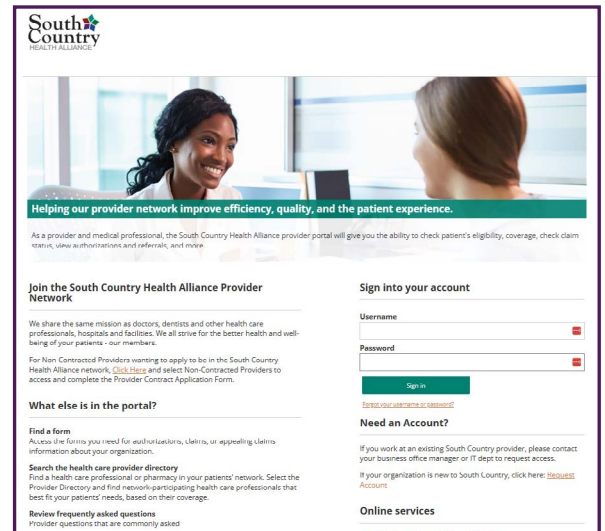 South
Country
HEALTH ALLIANCE
Helping our provider network improve efficiency, quality, and the patient experience.
As a provider and medical professional, the South Country Health Alliance provider portal will give you the ability to check patient's eligibility, coverage, check claim
status, view authorizations and referrals, and more
Join the South Country Health Alliance Provider
Network
We share the same mission as doctors, dentists and other health care
professionals, hospitals and facilities. We all strive for the better health and well-
being of your patients - our members.
For Non Contracted Providers wanting to apply to be in the South Country
Health Alliance network, Click Here and select Non-Contracted Providers to
access and complete the Provider Contract Application Form.
What else is in the portal?
Find a form
Access the forms you need for authorizations, claims, or appealing claims
information about your organization.
Search the health care provider directory
Find a health care professional or pharmacy in your patients' network. Select the
Provider Directory and find network-participating health care professionals that
best fit your patients' needs, based on their coverage.
Review frequently asked questions
Provider questions that are commonly asked
Sign into your account
Username
Password
Sign in
Forgot your username or password?
Need an Account?
If you work at an existing South Country provider, please contact
your business office manager or IT dept to request access.
If your organization is new to South Country, click here: Request
Account
Online services